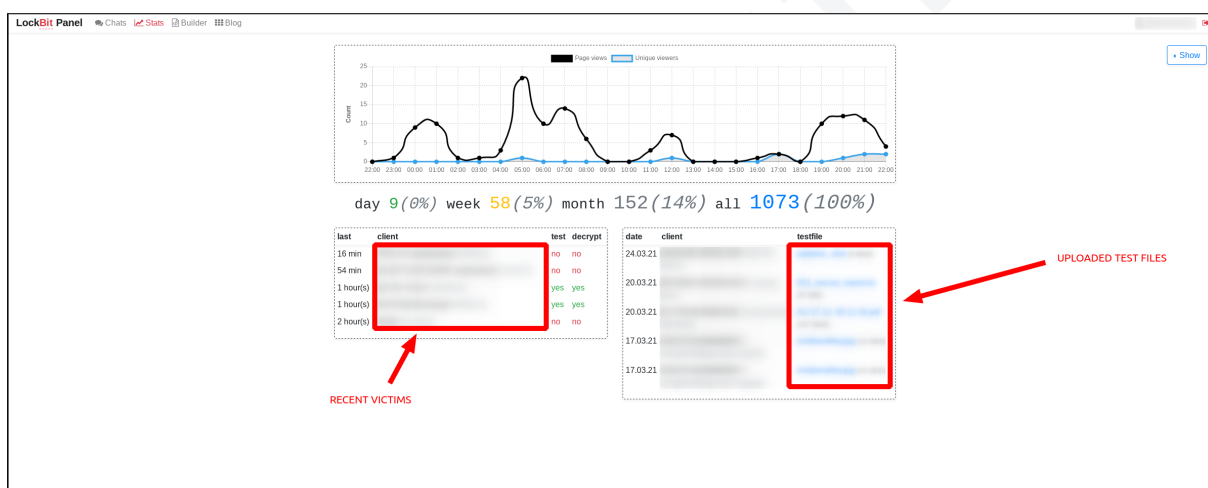 LockBit Panel Chats Stats Builder Blog
Show
Page views Unique viewers
25
20
15
10
5
0
Count
22:00 23:00 00:00 01:00 02:00 03:00 04:00 05:00 06:00 07:00 08:00 09:00 10:00 11:00 12:00 13:00 14:00 15:00 16:00 17:00 18:00 19:00 20:00 21:00 22:00
day 9(0%) week 58(5%) month 152(14%) all 1073(100%)
last client test decrypt
16 min no no
54 min no no
1 hour(s) yes yes
1 hour(s) yes yes
2 hour(s) no no
RECENT VICTIMS
date client testfile
24.03.21
20.03.21
20.03.21
17.03.21
17.03.21
UPLOADED TEST FILES